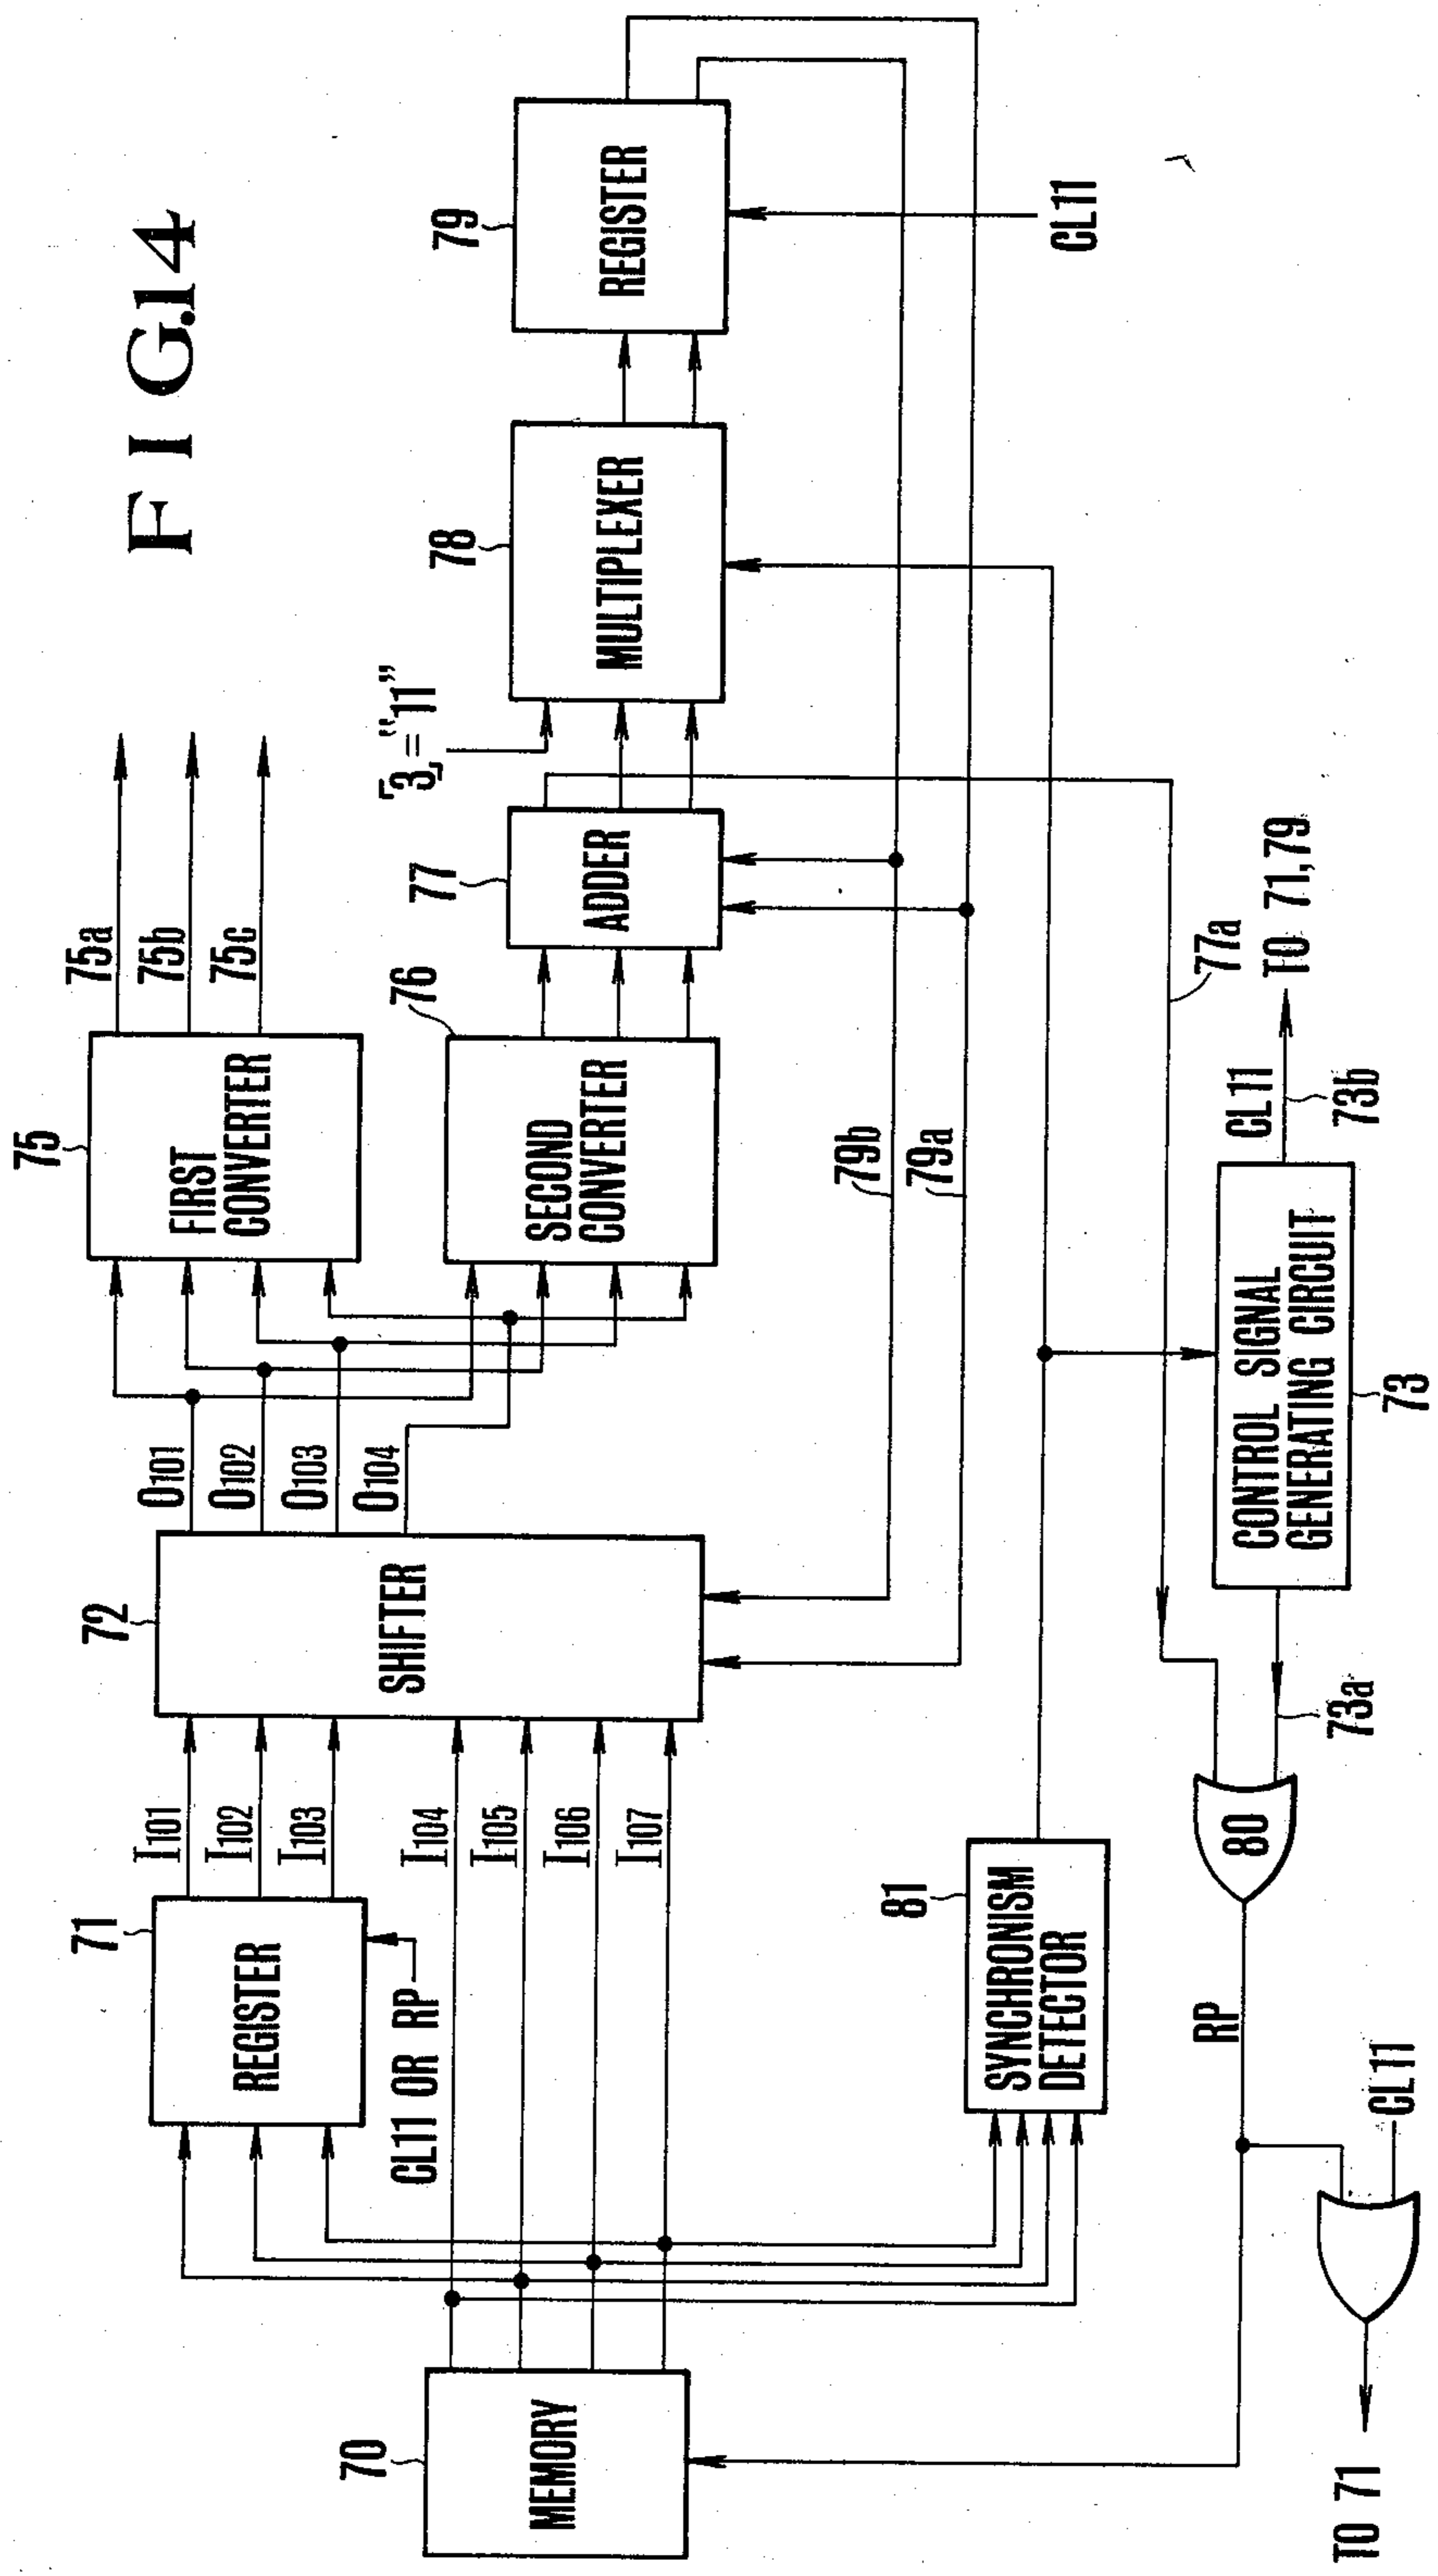 FIG.14
75
75a
75b
75c
72
71
FIRST
CONVERTER
79
REGISTER
I101
I102
I103
O101
O102
O103
O104
「3」=“11”
78
MULTIPLEXER
REGISTER
SHIFTER
76
SECOND
CONVERTER
77
ADDER
CL11 OR RP
70
MEMORY
I104
I105
I106
I107
79b
79a
CL11
81
SYNCHRONISM
DETECTOR
77a
RP
80
73a
CONTROL SIGNAL
GENERATING CIRCUIT
73
CL11
73b
TO 71,79
CL11
TO 71